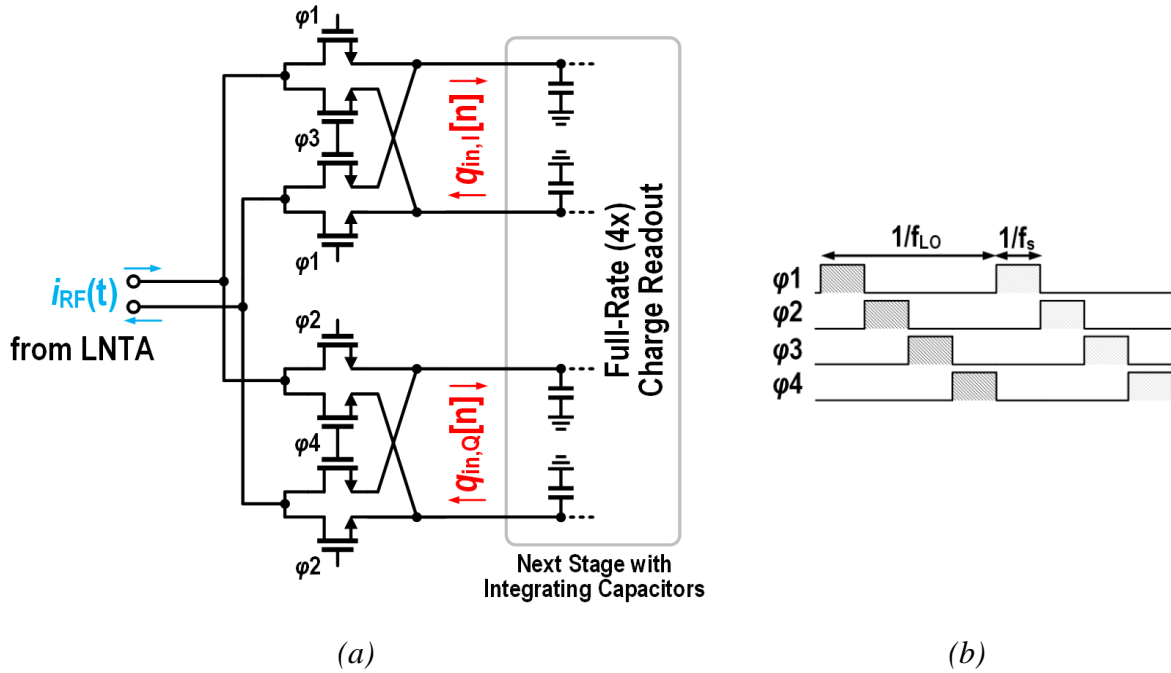 φ1
φ3
φ1
q_in,I[n]
i_RF(t)
from LNTA
φ2
φ4
φ2
q_in,Q[n]
Full-Rate (4x)
Charge Readout
Next Stage with
Integrating Capacitors
(a)
1/f_LO
1/f_s
φ1
φ2
φ3
φ4
(b)